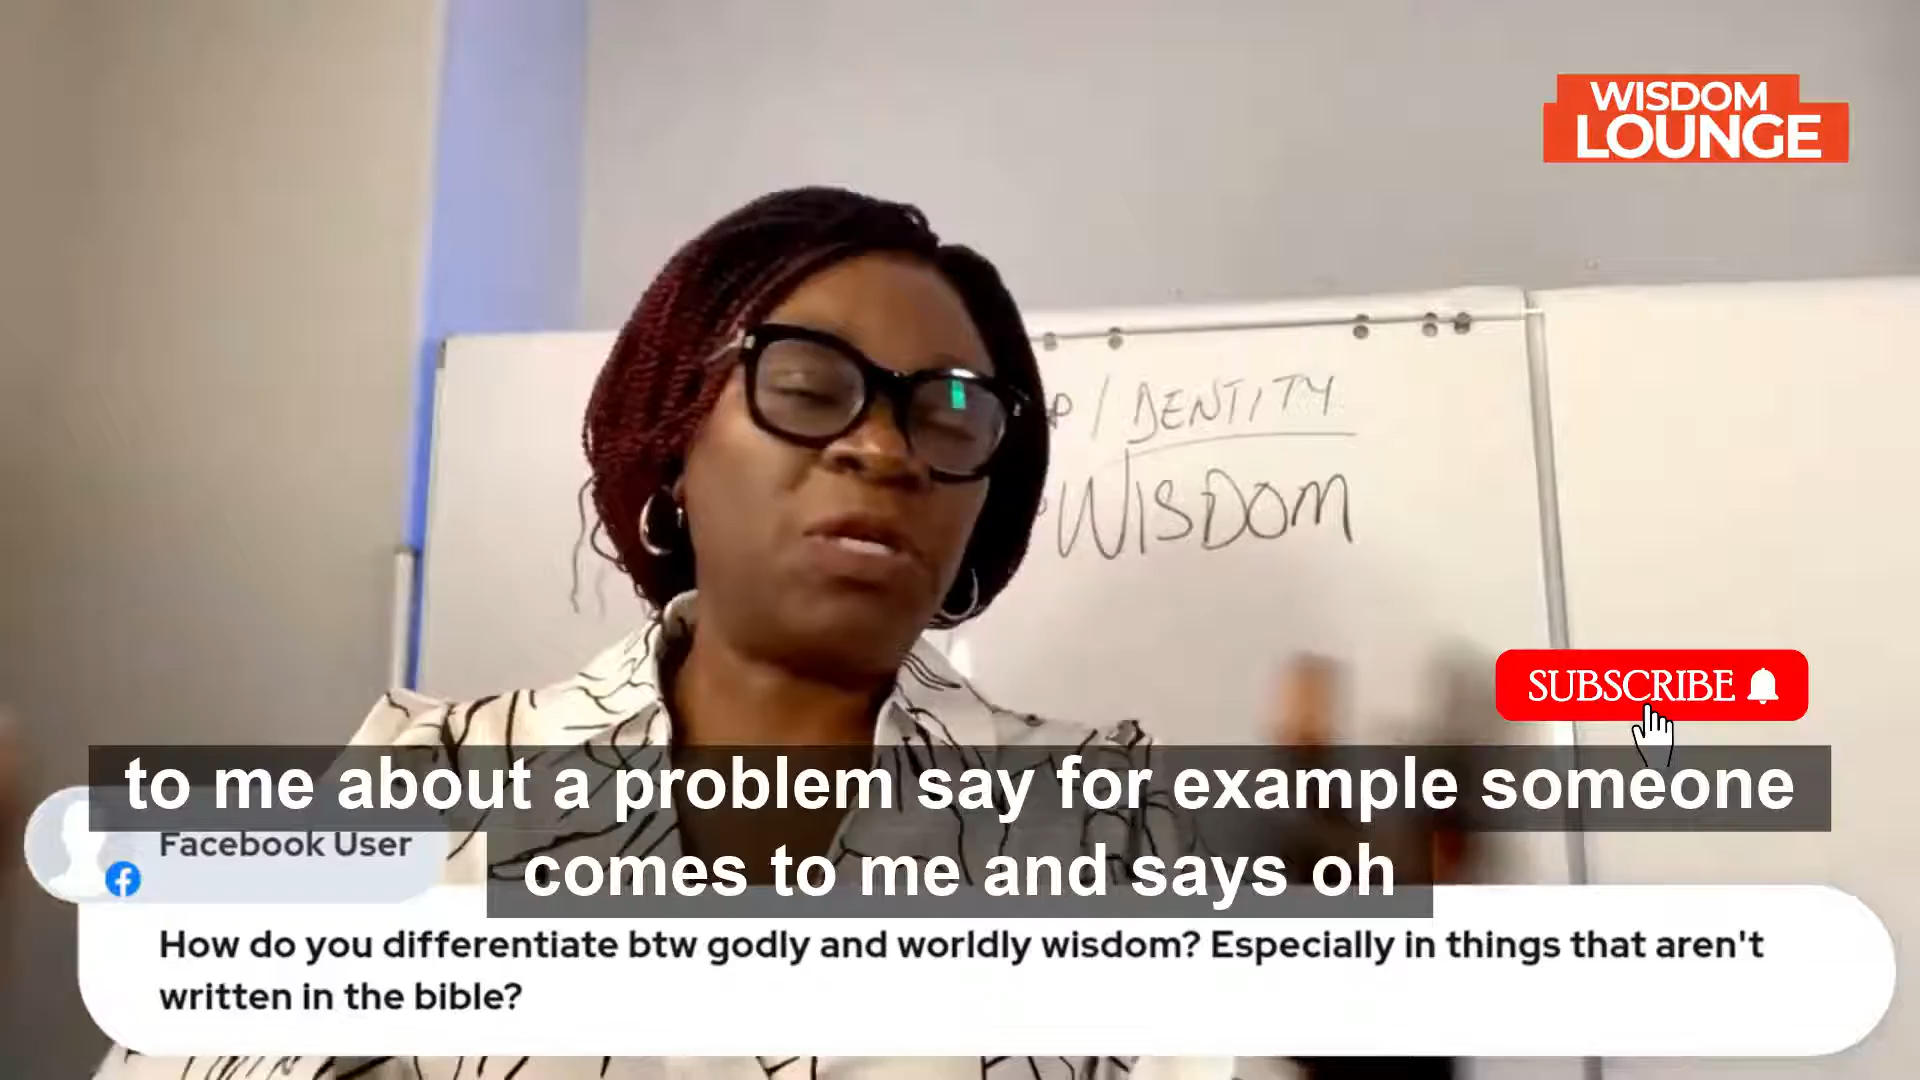 WISDOM
LOUNGE
IDENTITY
WISDOM
SUBSCRIBE
to me about a problem say for example someone
comes to me and says oh
Facebook User
How do you differentiate btw godly and worldly wisdom? Especially in things that aren't
written in the bible?